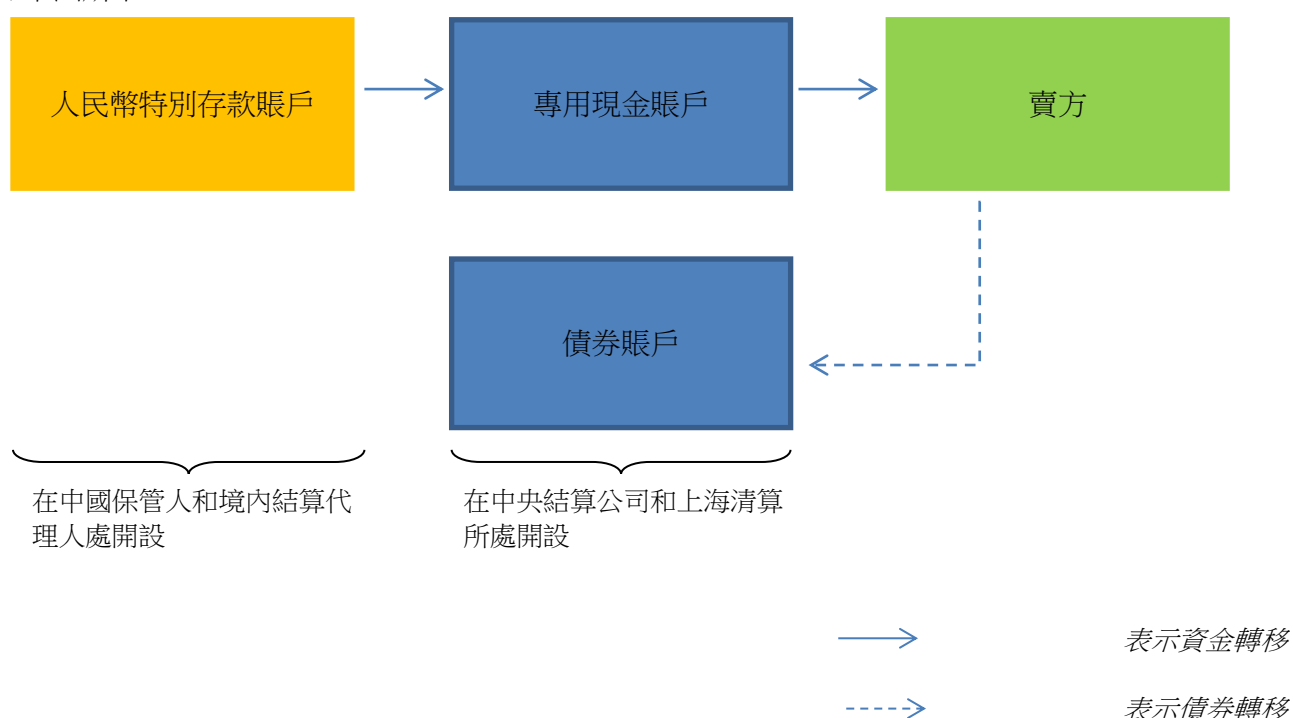 人民幣特別存款賬戶
專用現金賬戶
賣方
債券賬戶
在中國保管人和境內結算代
理人處開設
在中央結算公司和上海清算
所處開設
表示資金轉移
表示債券轉移